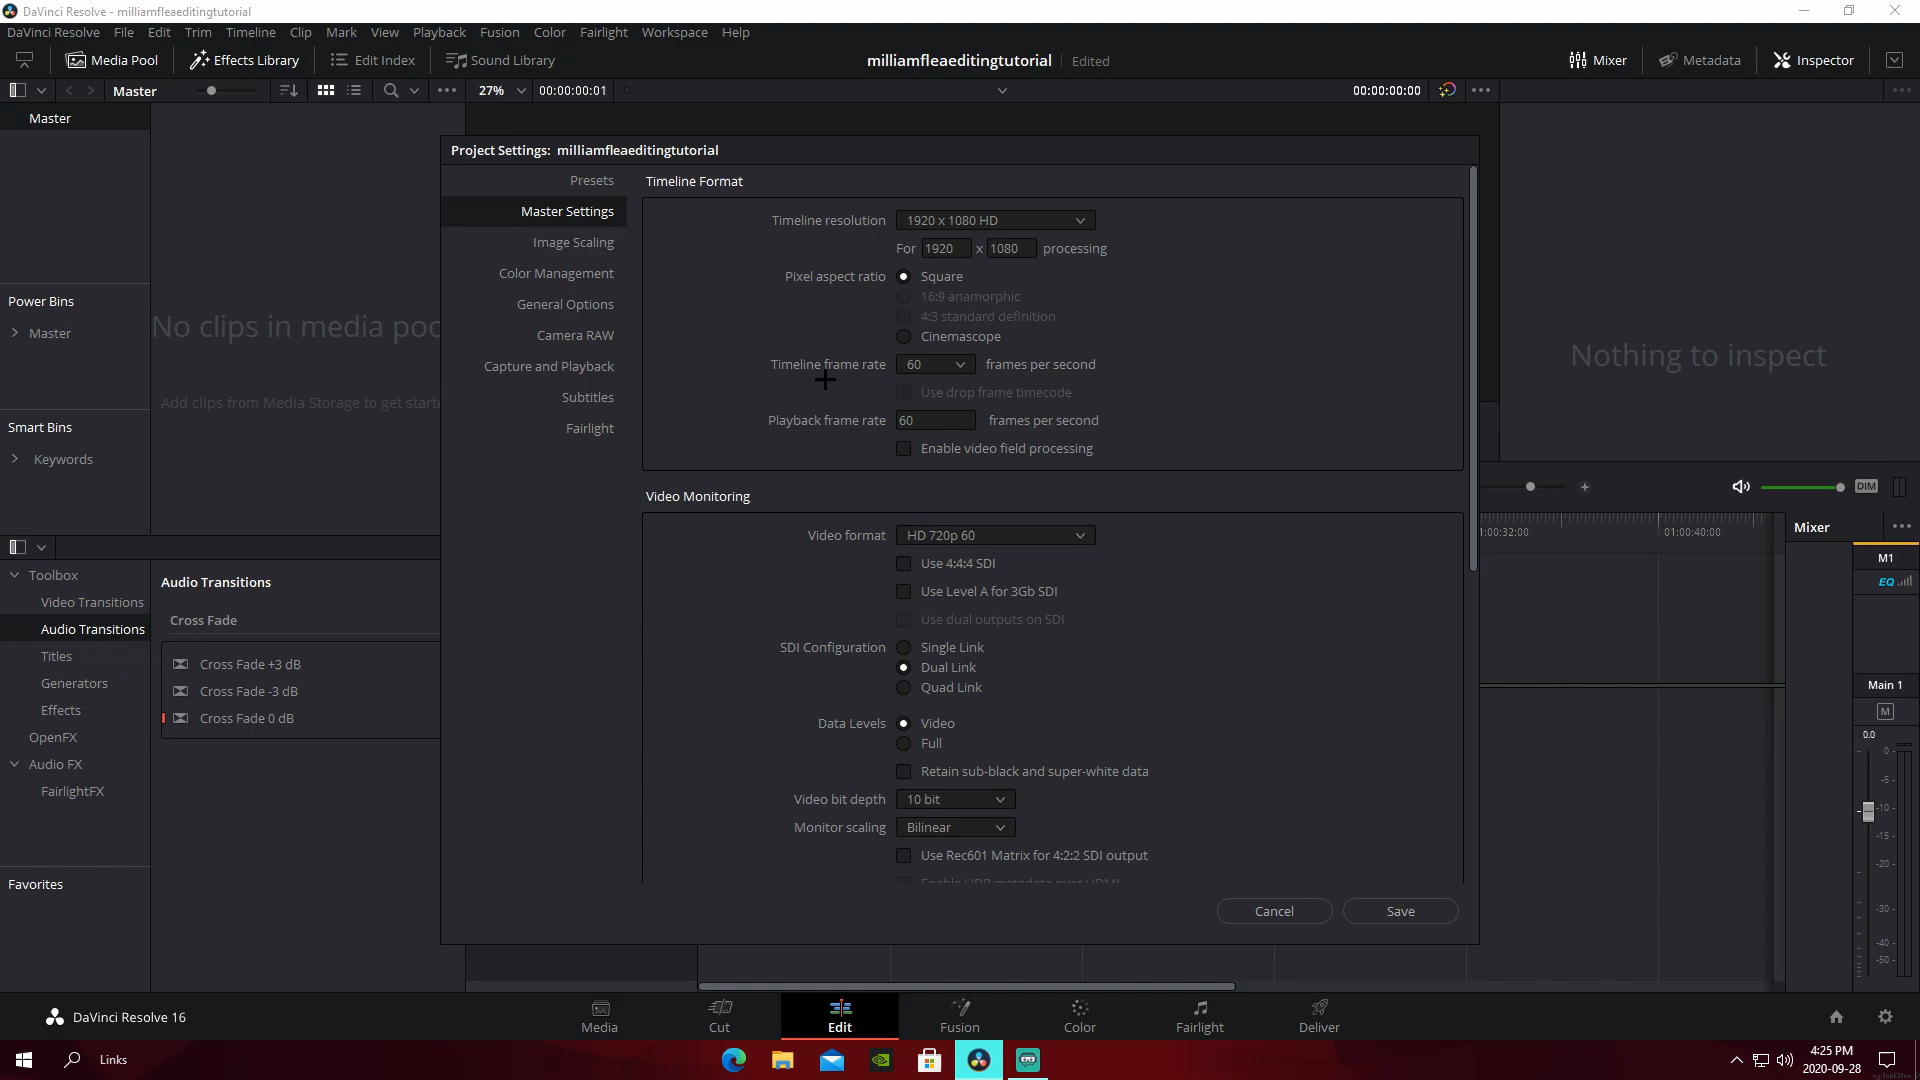 DaVinci Resolve - milliamfleaeditingtutorial
DaVinci Resolve File Edit Trim Timeline Clip Mark View Playback Fusion Color Fairlight Workspace Help
Media Pool Effects Library Edit Index Sound Library milliamfleaeditingtutorial Edited Mixer Metadata Inspector
Master 27% 00:00:00:01 00:00:00:00
Master
Project Settings: milliamfleaeditingtutorial
Presets
Master Settings
Image Scaling
Color Management
General Options
Camera RAW
Capture and Playback
Subtitles
Fairlight
Timeline Format
Timeline resolution 1920 x 1080 HD
For 1920 x 1080 processing
Pixel aspect ratio Square
16:9 anamorphic
4:3 standard definition
Cinemascope
Timeline frame rate 60 frames per second
Use drop frame timecode
Playback frame rate 60 frames per second
Enable video field processing
Video Monitoring
Video format HD 720p 60
Use 4:4:4 SDI
Use Level A for 3Gb SDI
Use dual outputs on SDI
SDI Configuration Single Link
Dual Link
Quad Link
Data Levels Video
Full
Retain sub-black and super-white data
Video bit depth 10 bit
Monitor scaling Bilinear
Use Rec601 Matrix for 4:2:2 SDI output
Cancel Save
Power Bins
Master
No clips in media poo
Add clips from Media Storage to get starte
Smart Bins
Keywords
Nothing to inspect
DIM
1:00:32:00 01:00:40:00
Mixer
M1
EQ
Main 1
M
0.0
0
-5
-10
-15
-20
-30
-40
-50
Toolbox
Video Transitions
Audio Transitions
Titles
Generators
Effects
OpenFX
Audio FX
FairlightFX
Favorites
Audio Transitions
Cross Fade
Cross Fade +3 dB
Cross Fade -3 dB
Cross Fade 0 dB
DaVinci Resolve 16
Media Cut Edit Fusion Color Fairlight Deliver
Links
4:25 PM
2020-09-28